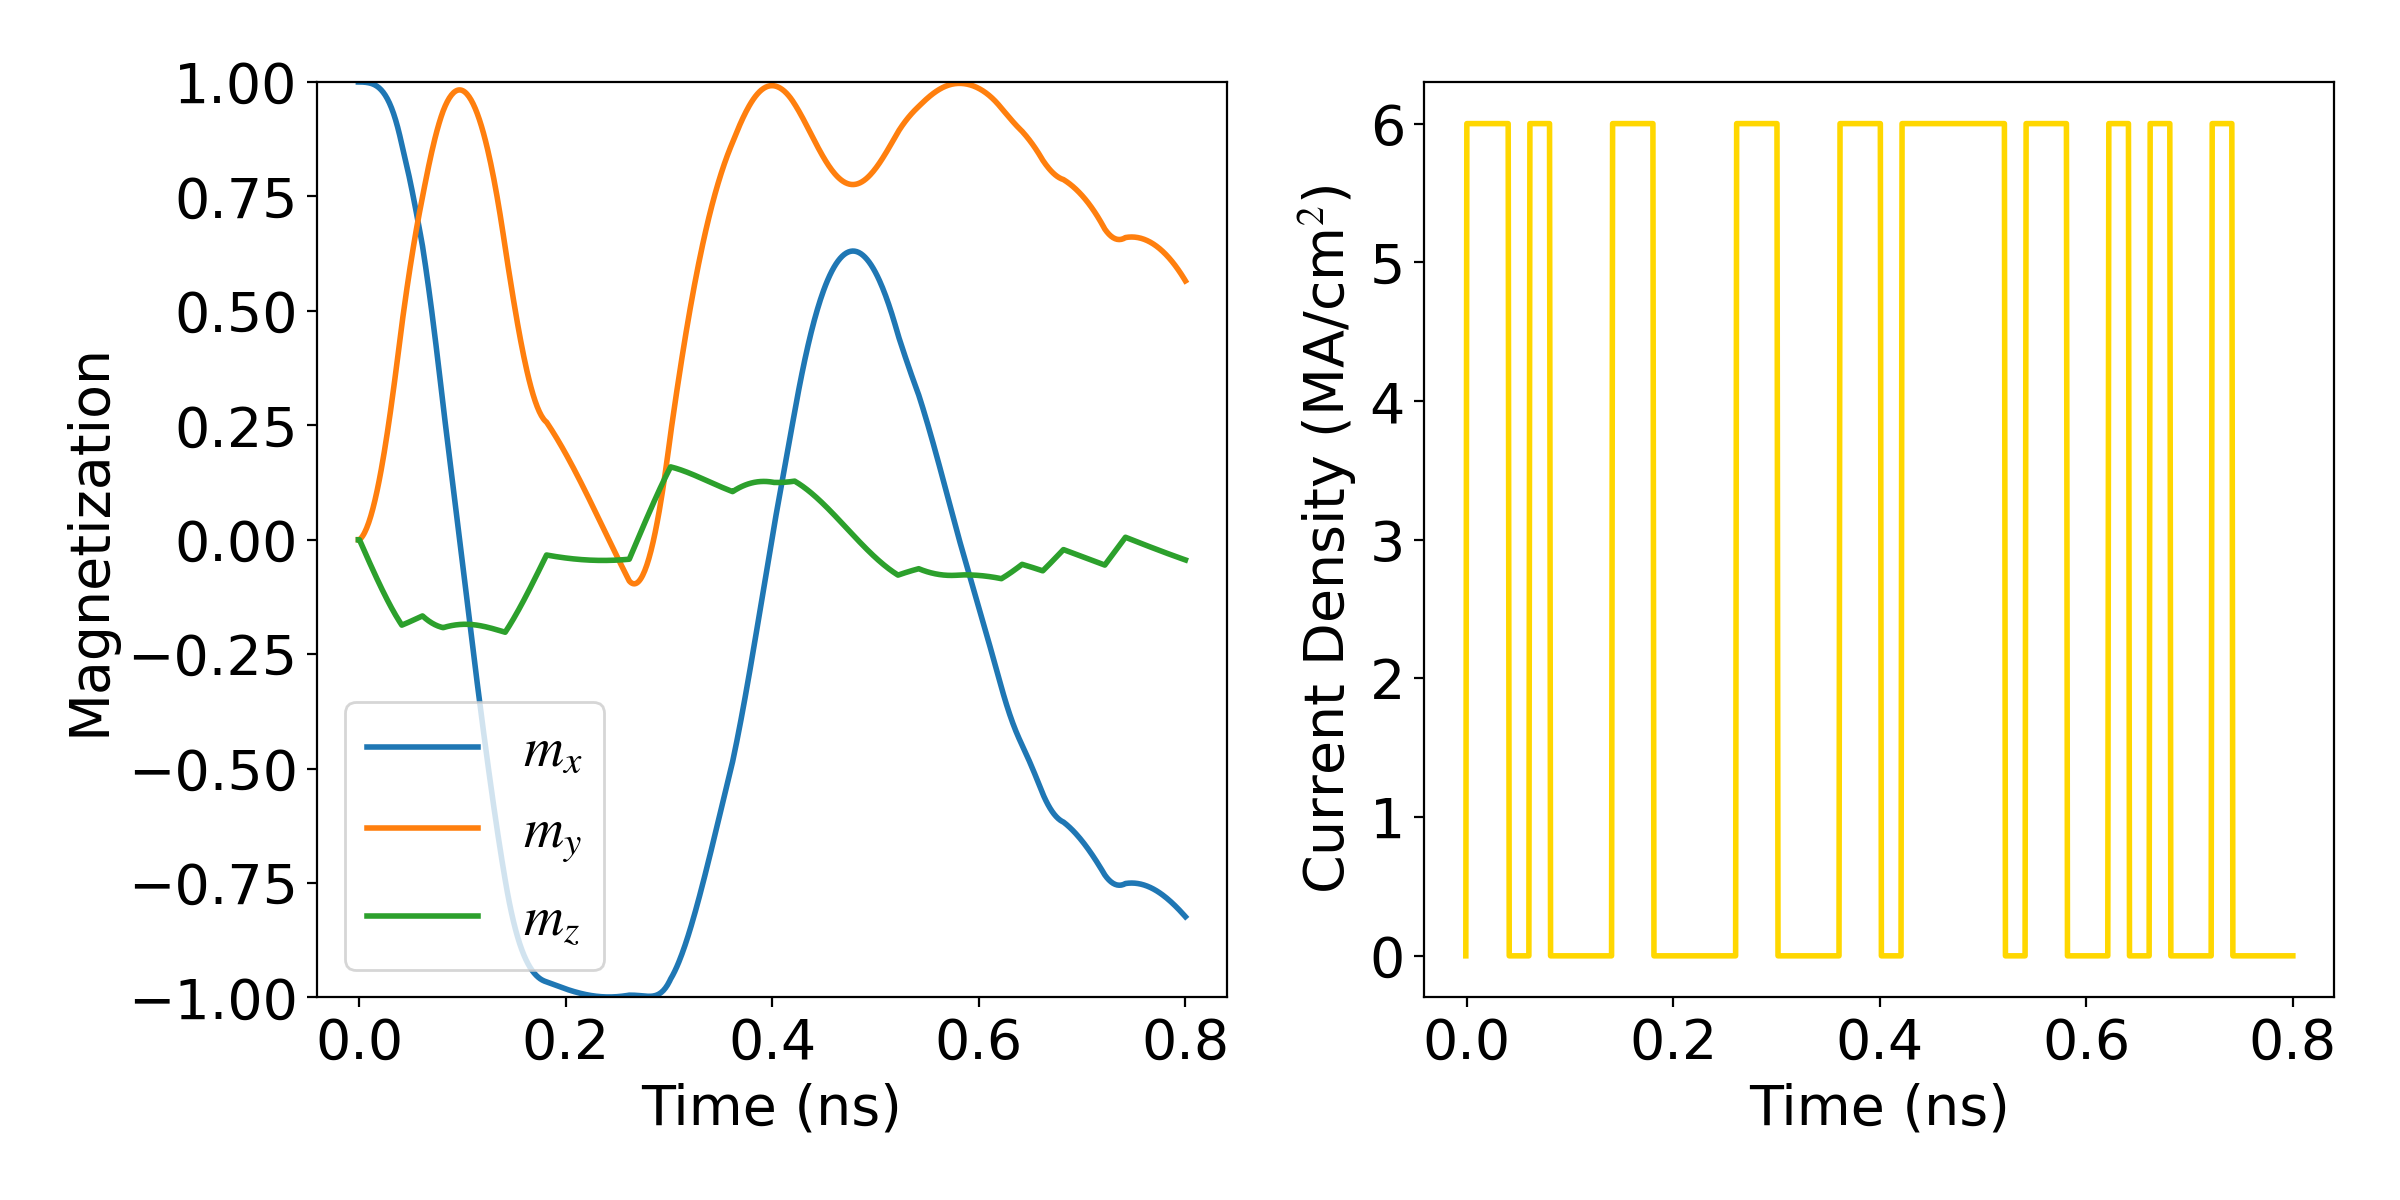 Magnetization
1.00
0.75
0.50
0.25
0.00
−0.25
−0.50
−0.75
−1.00
m_x
m_y
m_z
0.0 0.2 0.4 0.6 0.8
Time (ns)
Current Density (MA/cm²)
6
5
4
3
2
1
0
0.0 0.2 0.4 0.6 0.8
Time (ns)